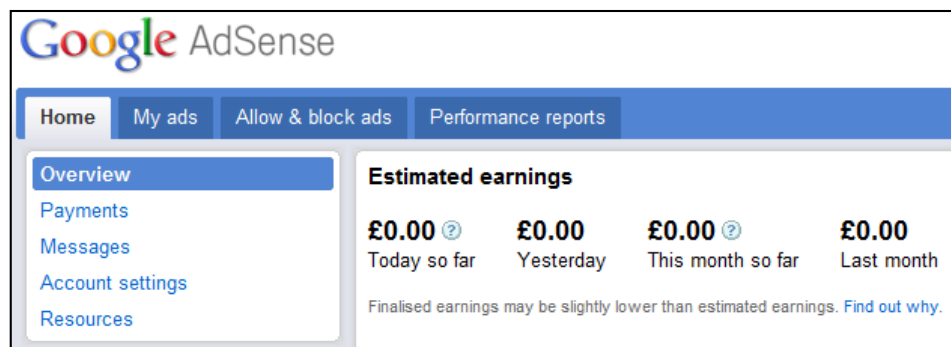 Google AdSense
Home My ads Allow & block ads Performance reports
Overview
Payments
Messages
Account settings
Resources
Estimated earnings
£0.00 ? £0.00 £0.00 ? £0.00
Today so far Yesterday This month so far Last month
Finalised earnings may be slightly lower than estimated earnings. Find out why.